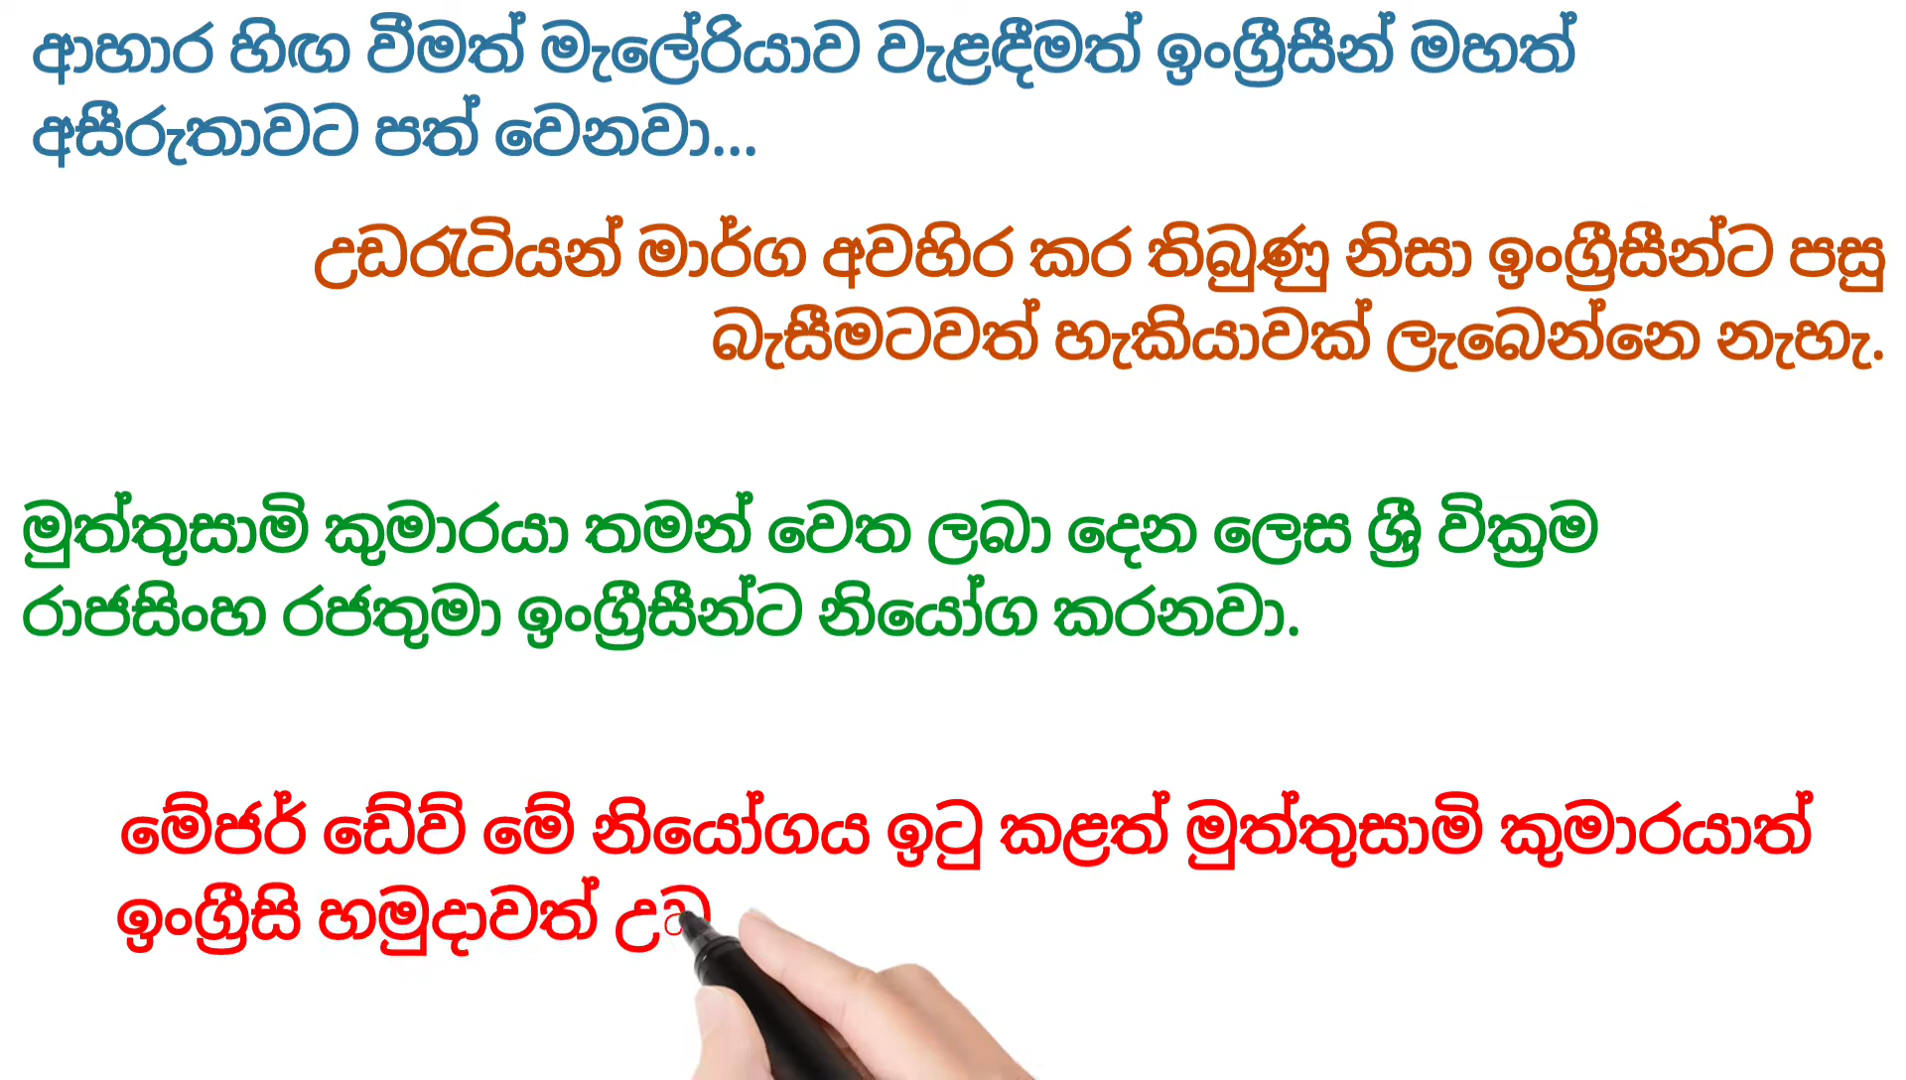 ආහාර හිඟ වීමත් මැලේරියාව වැළඳීමත් ඉංග්‍රීසීන් මහත්
අසීරුතාවට පත් වෙනවා...
උඩරැටියන් මාර්ග අවහිර කර තිබුණු නිසා ඉංග්‍රීසීන්ට පසු
බැසීමටවත් හැකියාවක් ලැබෙන්නෙ නැහැ.
මුත්තුසාමි කුමාරයා තමන් වෙත ලබා දෙන ලෙස ශ්‍රී වික්‍රම
රාජසිංහ රජතුමා ඉංග්‍රීසීන්ට නියෝග කරනවා.
මේජර් ඩේව් මේ නියෝගය ඉටු කළත් මුත්තුසාමි කුමාරයාත්
ඉංග්‍රීසි හමුදාවත්